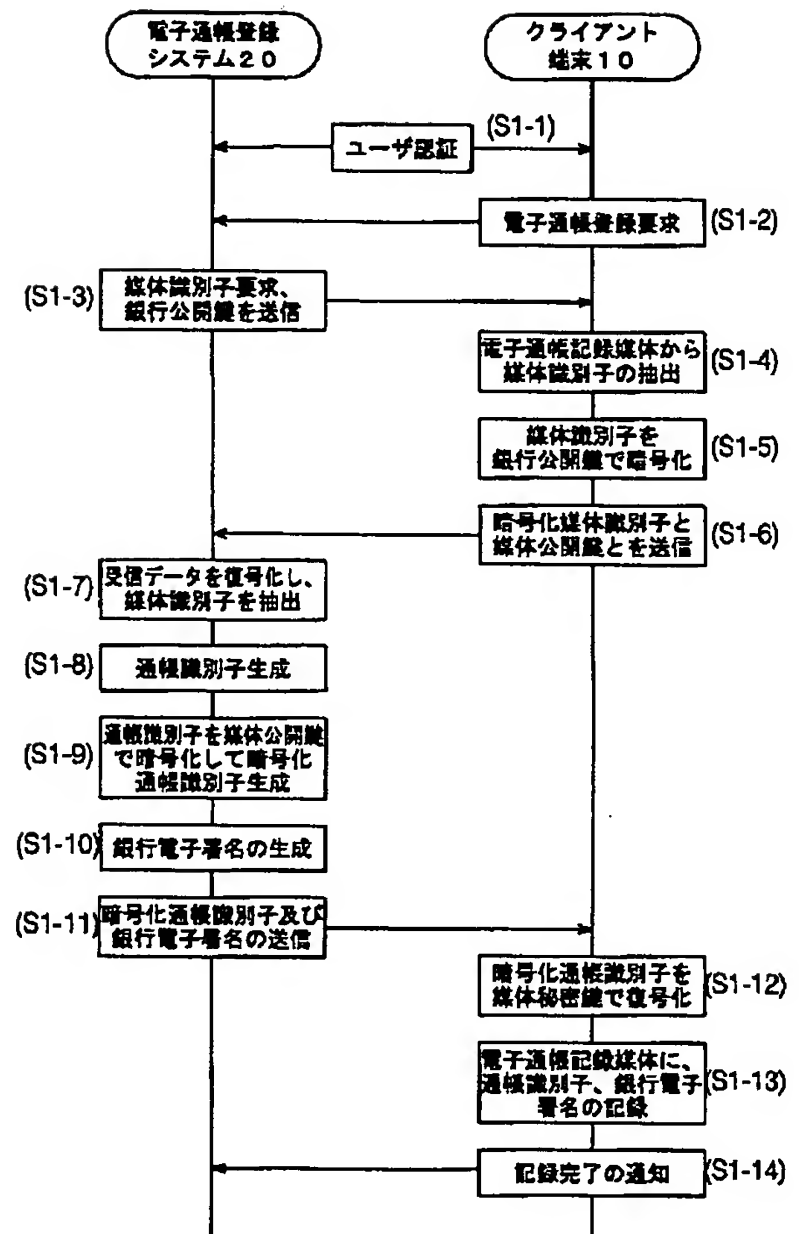 電子通帳登録
システム20
クライアント
端末10
ユーザ認証
(S1-1)
電子通帳登録要求
(S1-2)
(S1-3)
媒体識別子要求、
銀行公開鍵を送信
電子通帳記録媒体から
媒体識別子の抽出
(S1-4)
媒体識別子を
銀行公開鍵で暗号化
(S1-5)
暗号化媒体識別子と
媒体公開鍵とを送信
(S1-6)
(S1-7)
受信データを復号化し、
媒体識別子を抽出
(S1-8)
通帳識別子生成
(S1-9)
通帳識別子を媒体公開鍵
で暗号化して暗号化
通帳識別子生成
(S1-10)
銀行電子署名の生成
(S1-11)
暗号化通帳識別子及び
銀行電子署名の送信
暗号化通帳識別子を
媒体秘密鍵で復号化
(S1-12)
電子通帳記録媒体に、
通帳識別子、銀行電子
署名の記録
(S1-13)
記録完了の通知
(S1-14)